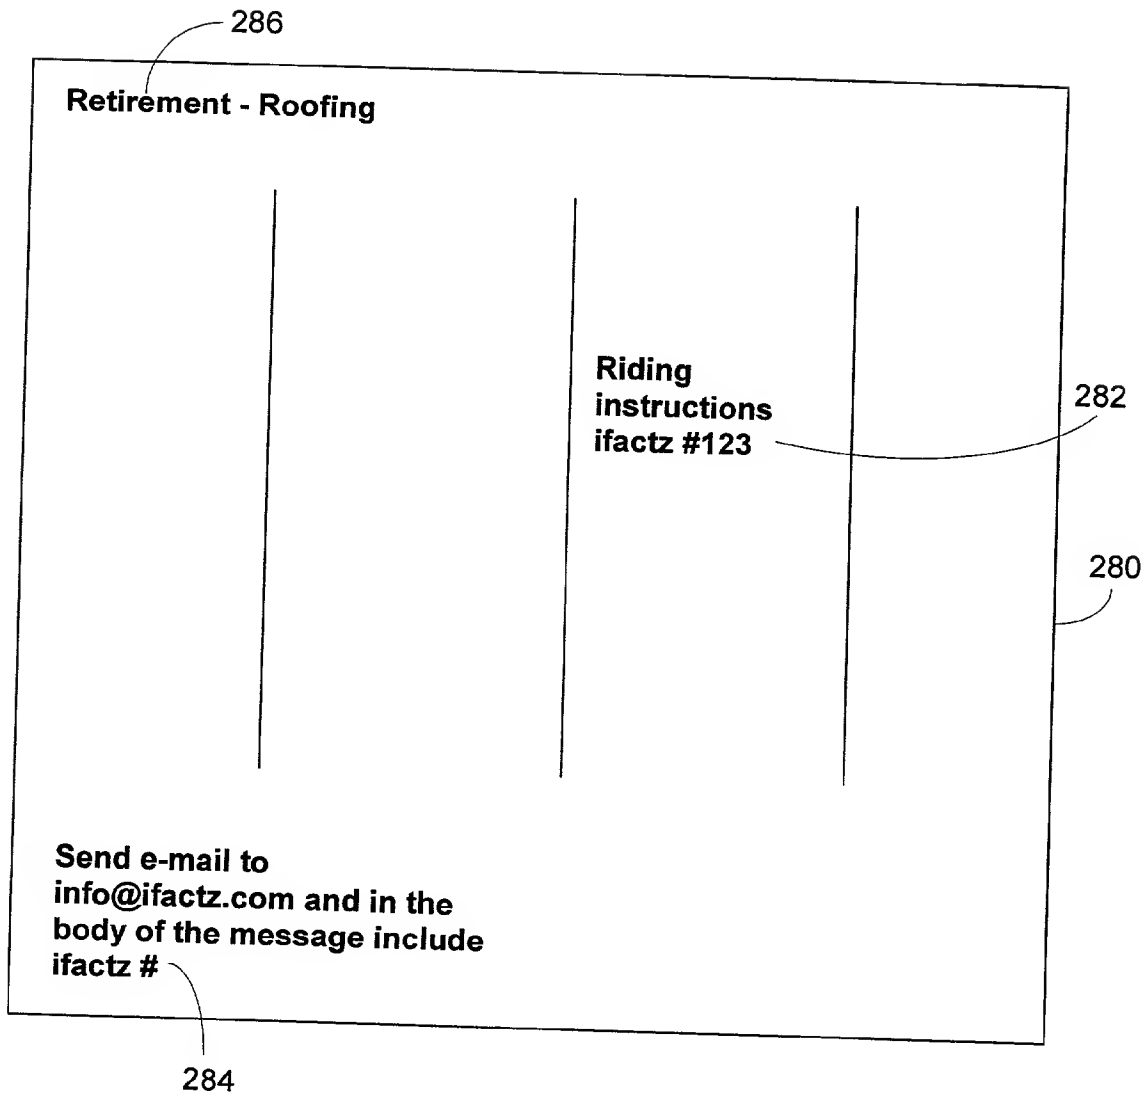 286
Retirement - Roofing
Riding
instructions
ifactz #123
282
280
Send e-mail to
info@ifactz.com and in the
body of the message include
ifactz #
284